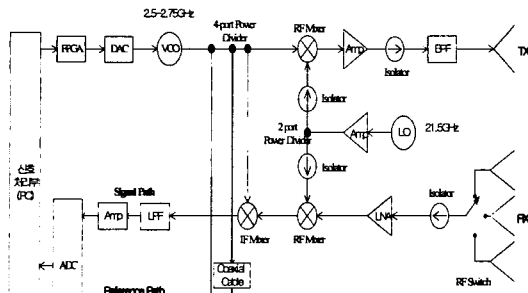 2.5~2.75GHz
4-port Power
Divider
RF Mixer
FPGA
DAC
VCO
Amp
Isolator
BPF
TX
Isolator
2 port
Power Divider
Amp
LO
21.5GHz
Isolator
신호
처리부
(PC)
Signal Path
Amp
LPF
IF Mixer
RF Mixer
LNA
Isolator
RX
RF Switch
ADC
Coaxial
Cable
Reference Path